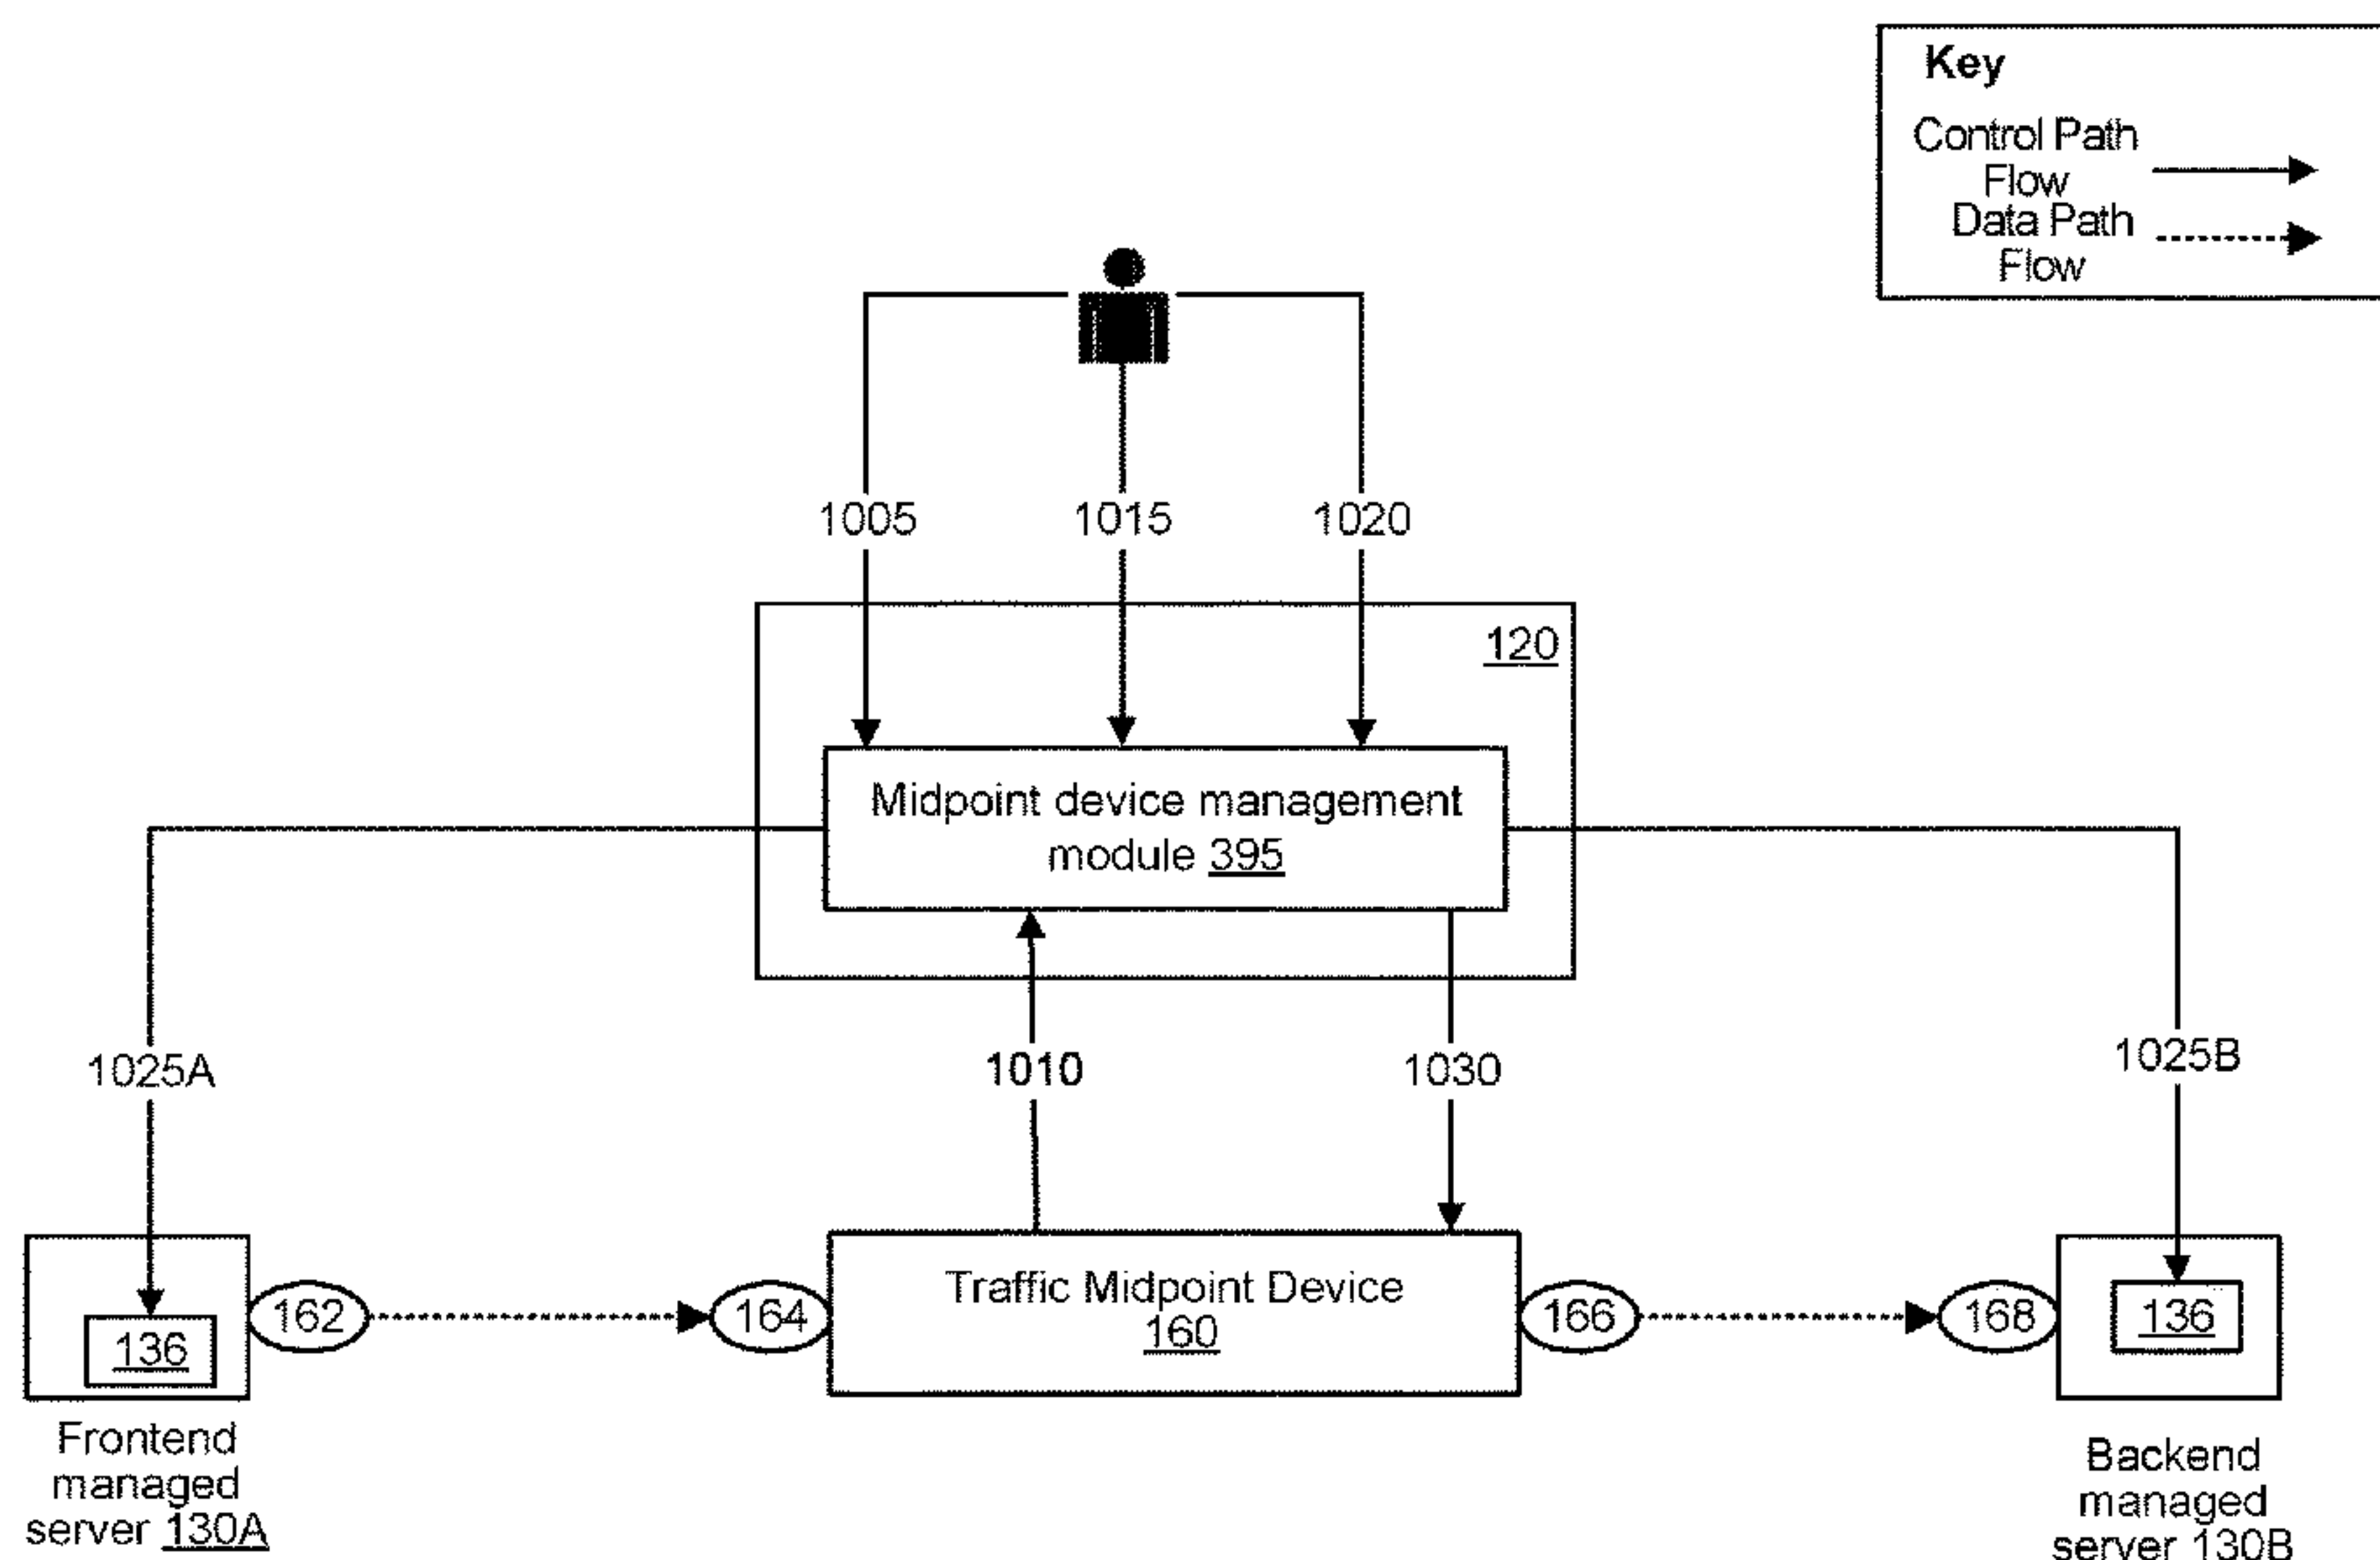 Key
Control Path
Flow
Data Path
Flow
1005
1015
1020
120
Midpoint device management
module 395
1025A
1010
1030
1025B
136
162
164
Traffic Midpoint Device
160
166
168
136
Frontend
managed
server 130A
Backend
managed
server 130B